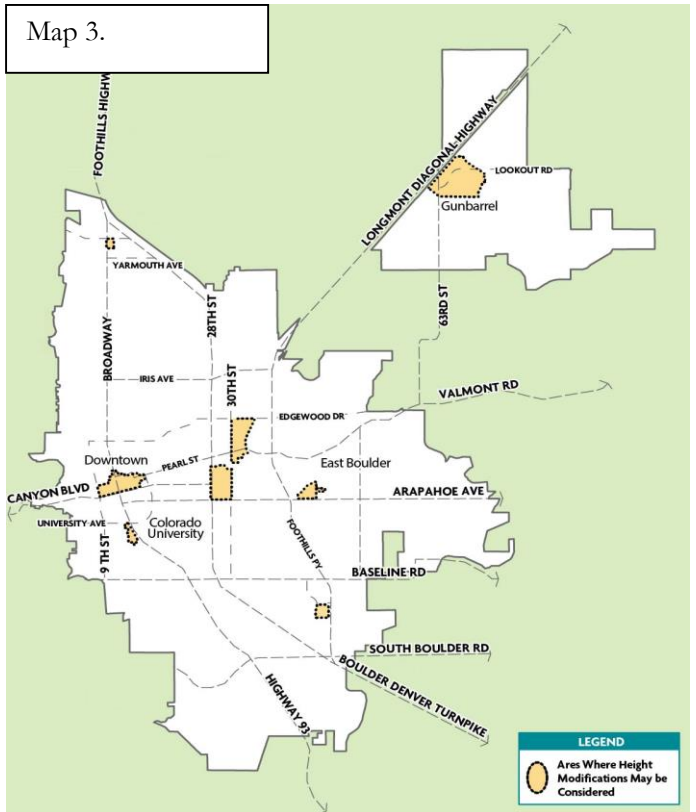 Map 3.
FOOTHILLS HIGHW
LONGMONT DIAGONAL HIGHWAY
LOOKOUT RD
Gunbarrel
YARMOUTH AVE
28TH ST
63RD ST
BROADWAY
IRIS AVE
30TH ST
VALMONT RD
EDGEWOOD DR
Downtown
PEARL ST
East Boulder
CANYON BLVD
ARAPAHOE AVE
UNIVERSITY AVE
Colorado
University
9 TH ST
FOOTHILLS PY
BASELINE RD
SOUTH BOULDER RD
BOULDER DENVER TURNPIKE
HIGHWAY 93
LEGEND
Ares Where Height
Modifications May be
Considered